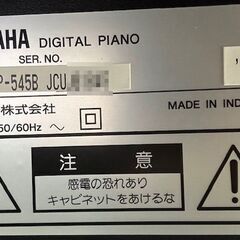 AHA DIGITAL PIANO
SER. NO.
P-545B JCU
株式会社
50/60Hz
MADE IN IND
注 意
感電の恐れあり
キャビネットをあけるな